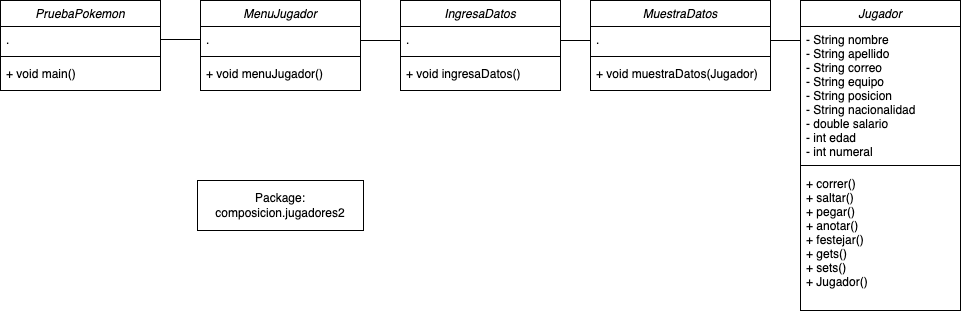 PruebaPokemon
.
+ void main()
MenuJugador
.
+ void menuJugador()
IngresaDatos
.
+ void ingresaDatos()
MuestraDatos
.
+ void muestraDatos(Jugador)
Jugador
- String nombre
- String apellido
- String correo
- String equipo
- String posicion
- String nacionalidad
- double salario
- int edad
- int numeral
+ correr()
+ saltar()
+ pegar()
+ anotar()
+ festejar()
+ gets()
+ sets()
+ Jugador()
Package:
composicion.jugadores2